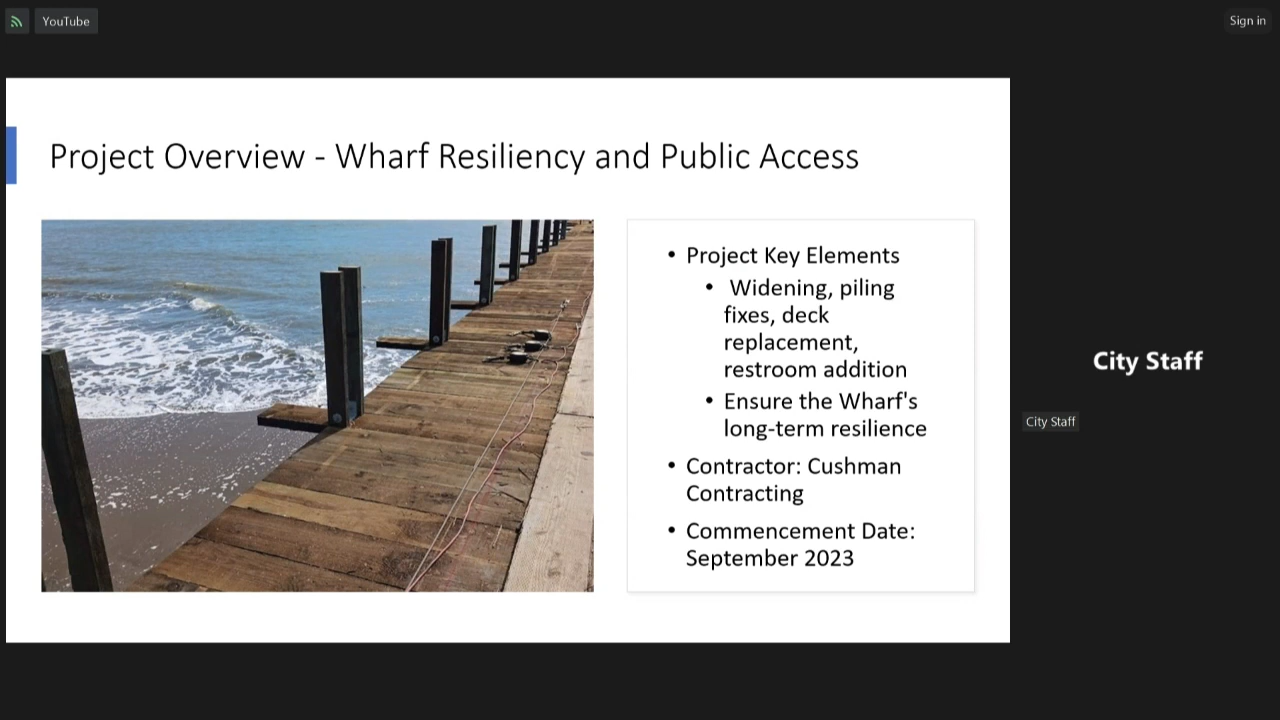 YouTube
Sign in
Project Overview - Wharf Resiliency and Public Access
• Project Key Elements
• Widening, piling
fixes, deck
replacement,
restroom addition
• Ensure the Wharf's
long-term resilience
• Contractor: Cushman
Contracting
• Commencement Date:
September 2023
City Staff
City Staff